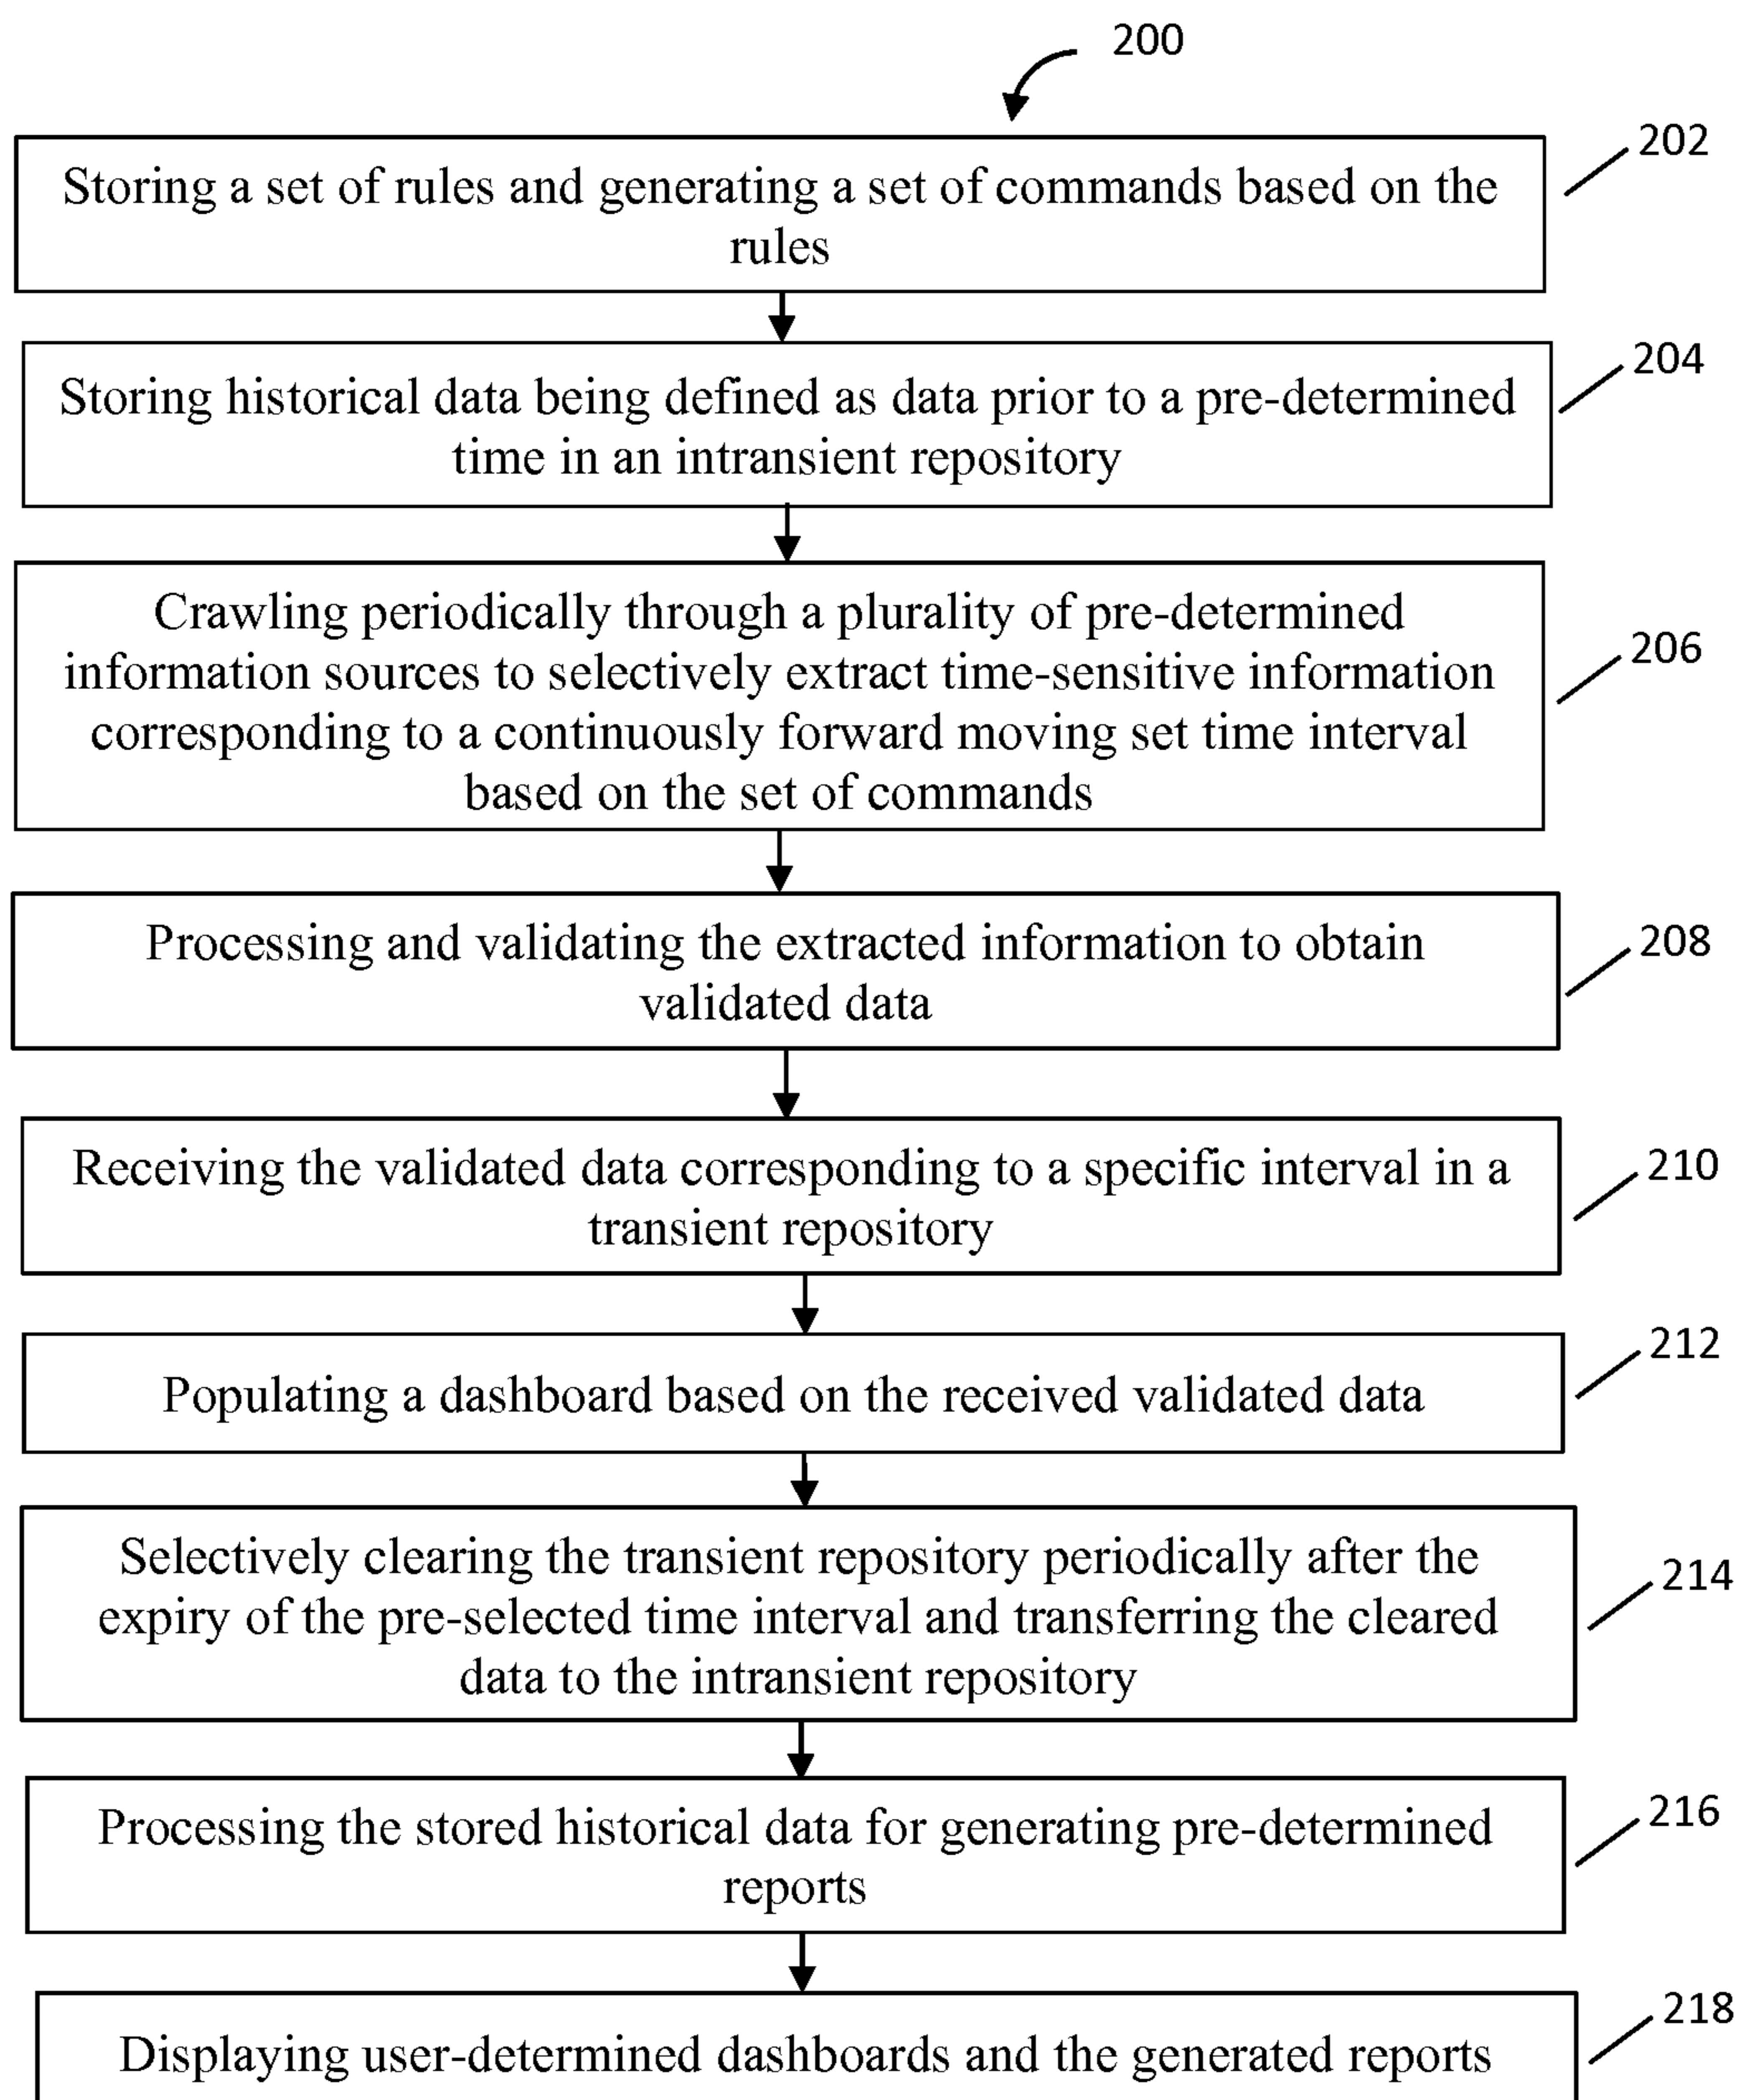 200
202
Storing a set of rules and generating a set of commands based on the
rules
204
Storing historical data being defined as data prior to a pre-determined
time in an intransient repository
Crawling periodically through a plurality of pre-determined
206
information sources to selectively extract time-sensitive information
corresponding to a continuously forward moving set time interval
based on the set of commands
208
Processing and validating the extracted information to obtain
validated data
210
Receiving the validated data corresponding to a specific interval in a
transient repository
212
Populating a dashboard based on the received validated data
Selectively clearing the transient repository periodically after the
214
expiry of the pre-selected time interval and transferring the cleared
data to the intransient repository
216
Processing the stored historical data for generating pre-determined
reports
218
Displaying user-determined dashboards and the generated reports